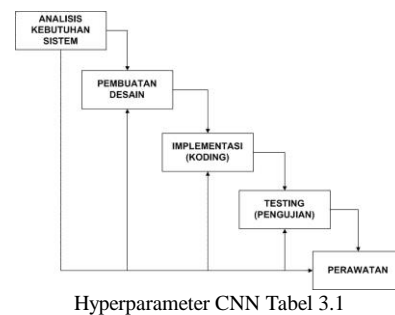 ANALISIS
KEBUTUHAN
SISTEM
PEMBUATAN
DESAIN
IMPLEMENTASI
(KODING)
TESTING
(PENGUJIAN)
PERAWATAN
Hyperparameter CNN Tabel 3.1